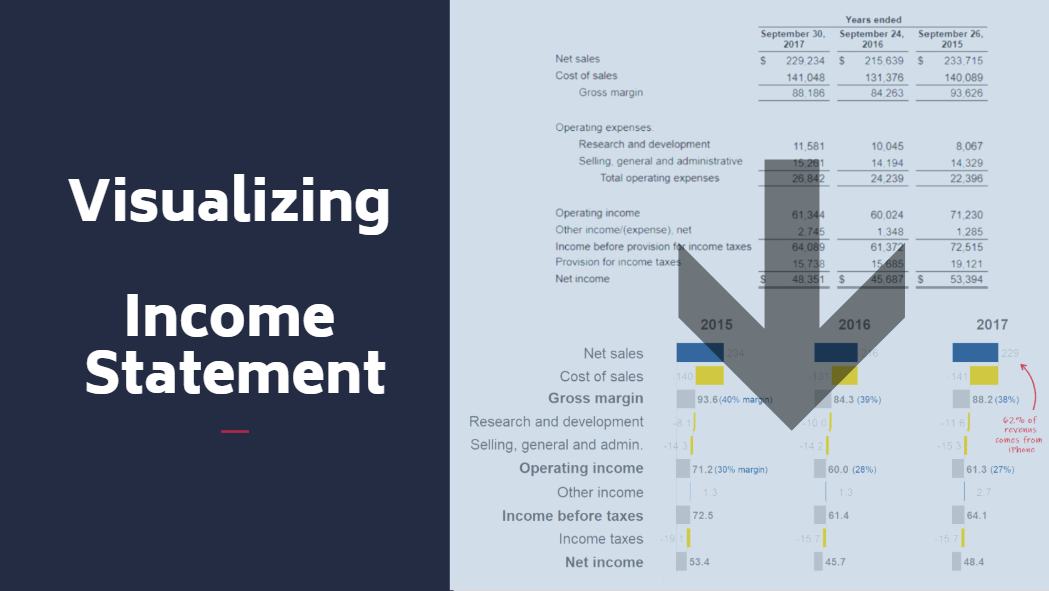 Visualizing
Income
Statement
Years ended
September 30, 2017 September 24, 2016 September 26, 2015
Net sales $ 229,234 $ 215,639 $ 233,715
Cost of sales 141,048 131,376 140,089
Gross margin 88,186 84,263 93,626
Operating expenses:
Research and development 11,581 10,045 8,067
Selling, general and administrative 15,261 14,194 14,329
Total operating expenses 26,842 24,239 22,396
Operating income 61,344 60,024 71,230
Other income/(expense), net 2,745 1,348 1,285
Income before provision for income taxes 64,089 61,372 72,515
Provision for income taxes 15,738 15,685 19,121
Net income $ 48,351 $ 45,687 $ 53,394
2015 2016 2017
Net sales 234 216 229
Cost of sales -140 -131 -141
Gross margin 93.6 (40% margin) 84.3 (39%) 88.2 (38%)
Research and development -8.1 -10.0 -11.6
Selling, general and admin. -14.3 -14.2 -15.3
Operating income 71.2 (30% margin) 60.0 (28%) 61.3 (27%)
Other income 1.3 1.3 2.7
Income before taxes 72.5 61.4 64.1
Income taxes -19.1 -15.7 -15.7
Net income 53.4 45.7 48.4
62% of
revenus
comes from
iPhone